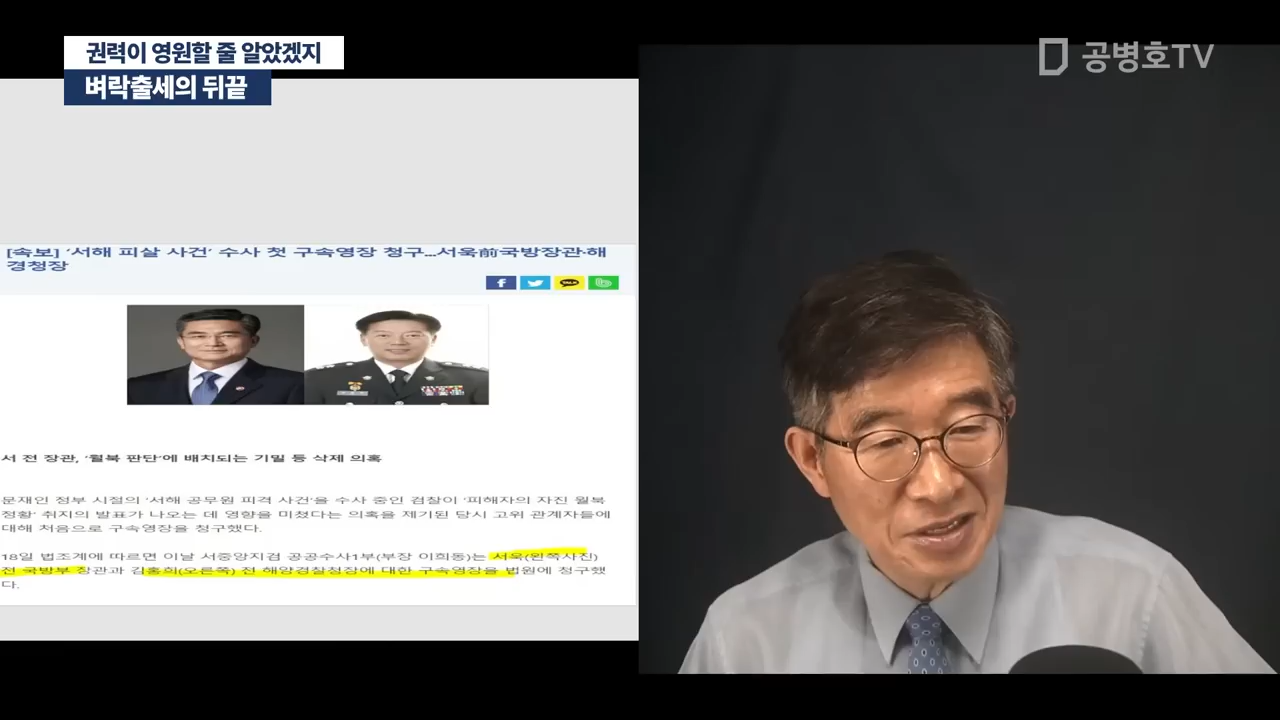 권력이 영원할 줄 알았겠지
벼락출세의 뒤끝
공병호TV
[속보] '서해 피살 사건' 수사 첫 구속영장 청구...서욱前국방장관·해
경청장
f
TALK
서 전 장관, '월북 판단'에 배치되는 기밀 등 삭제 의혹
문재인 정부 시절의 '서해 공무원 피격 사건'을 수사 중인 검찰이 '피해자의 자진 월북
정황' 취지의 발표가 나오는 데 영향을 미쳤다는 의혹을 제기된 당시 고위 관계자들에
대해 처음으로 구속영장을 청구했다.
18일 법조계에 따르면 이날 서중앙지검 공공수사1부(부장 이희동)는 서욱(왼쪽사진)
전 국방부 장관과 김홍희(오른쪽) 전 해양경찰청장에 대한 구속영장을 법원에 청구했
다.